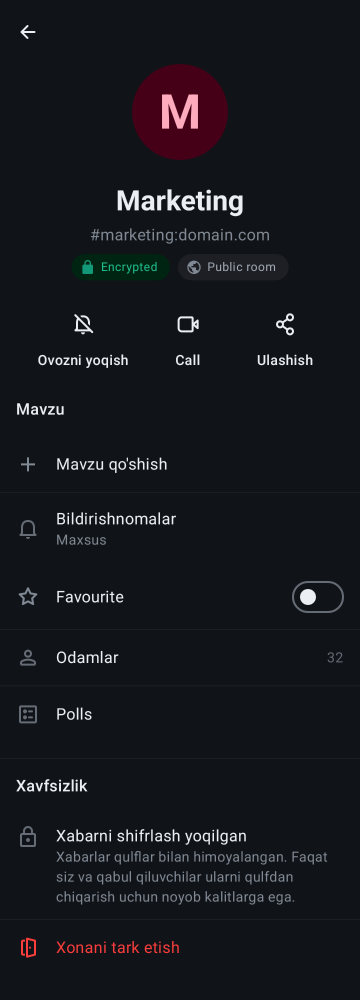 M
Marketing
#marketing:domain.com
Encrypted
Public room
Ovozni yoqish
Call
Ulashish
Mavzu
Mavzu qo'shish
Bildirishnomalar
Maxsus
Favourite
Odamlar
32
Polls
Xavfsizlik
Xabarni shifrlash yoqilgan
Xabarlar qulflar bilan himoyalangan. Faqat
siz va qabul qiluvchilar ularni qulfdan
chiqarish uchun noyob kalitlarga ega.
Xonani tark etish